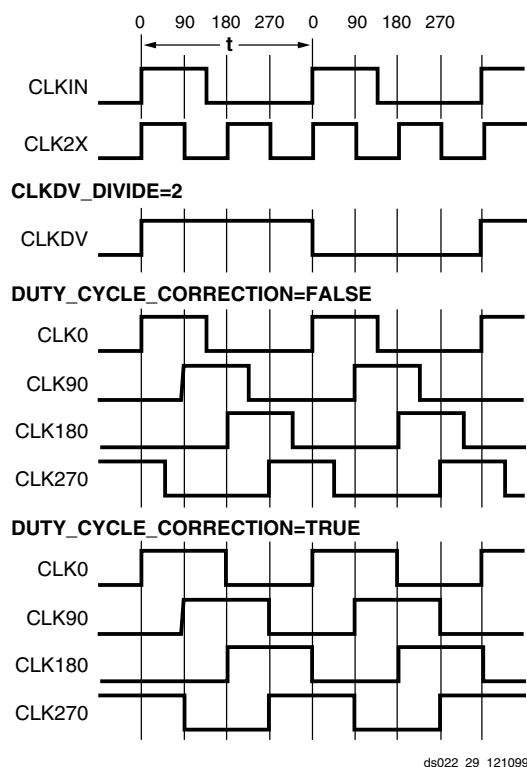 0 90 180 270 0 90 180 270
t
CLKIN
CLK2X
CLKDV_DIVIDE=2
CLKDV
DUTY_CYCLE_CORRECTION=FALSE
CLK0
CLK90
CLK180
CLK270
DUTY_CYCLE_CORRECTION=TRUE
CLK0
CLK90
CLK180
CLK270
ds022_29_121099